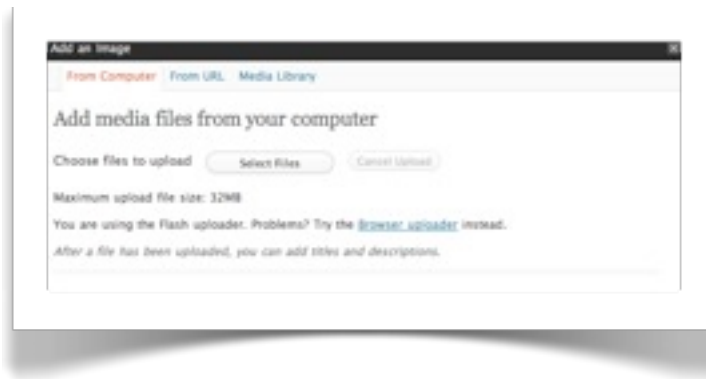 Add an Image
From Computer From URL Media Library
Add media files from your computer
Choose files to upload Select Files Cancel Upload
Maximum upload file size: 32MB
You are using the Flash uploader. Problems? Try the Browser uploader instead.
After a file has been uploaded, you can add titles and descriptions.